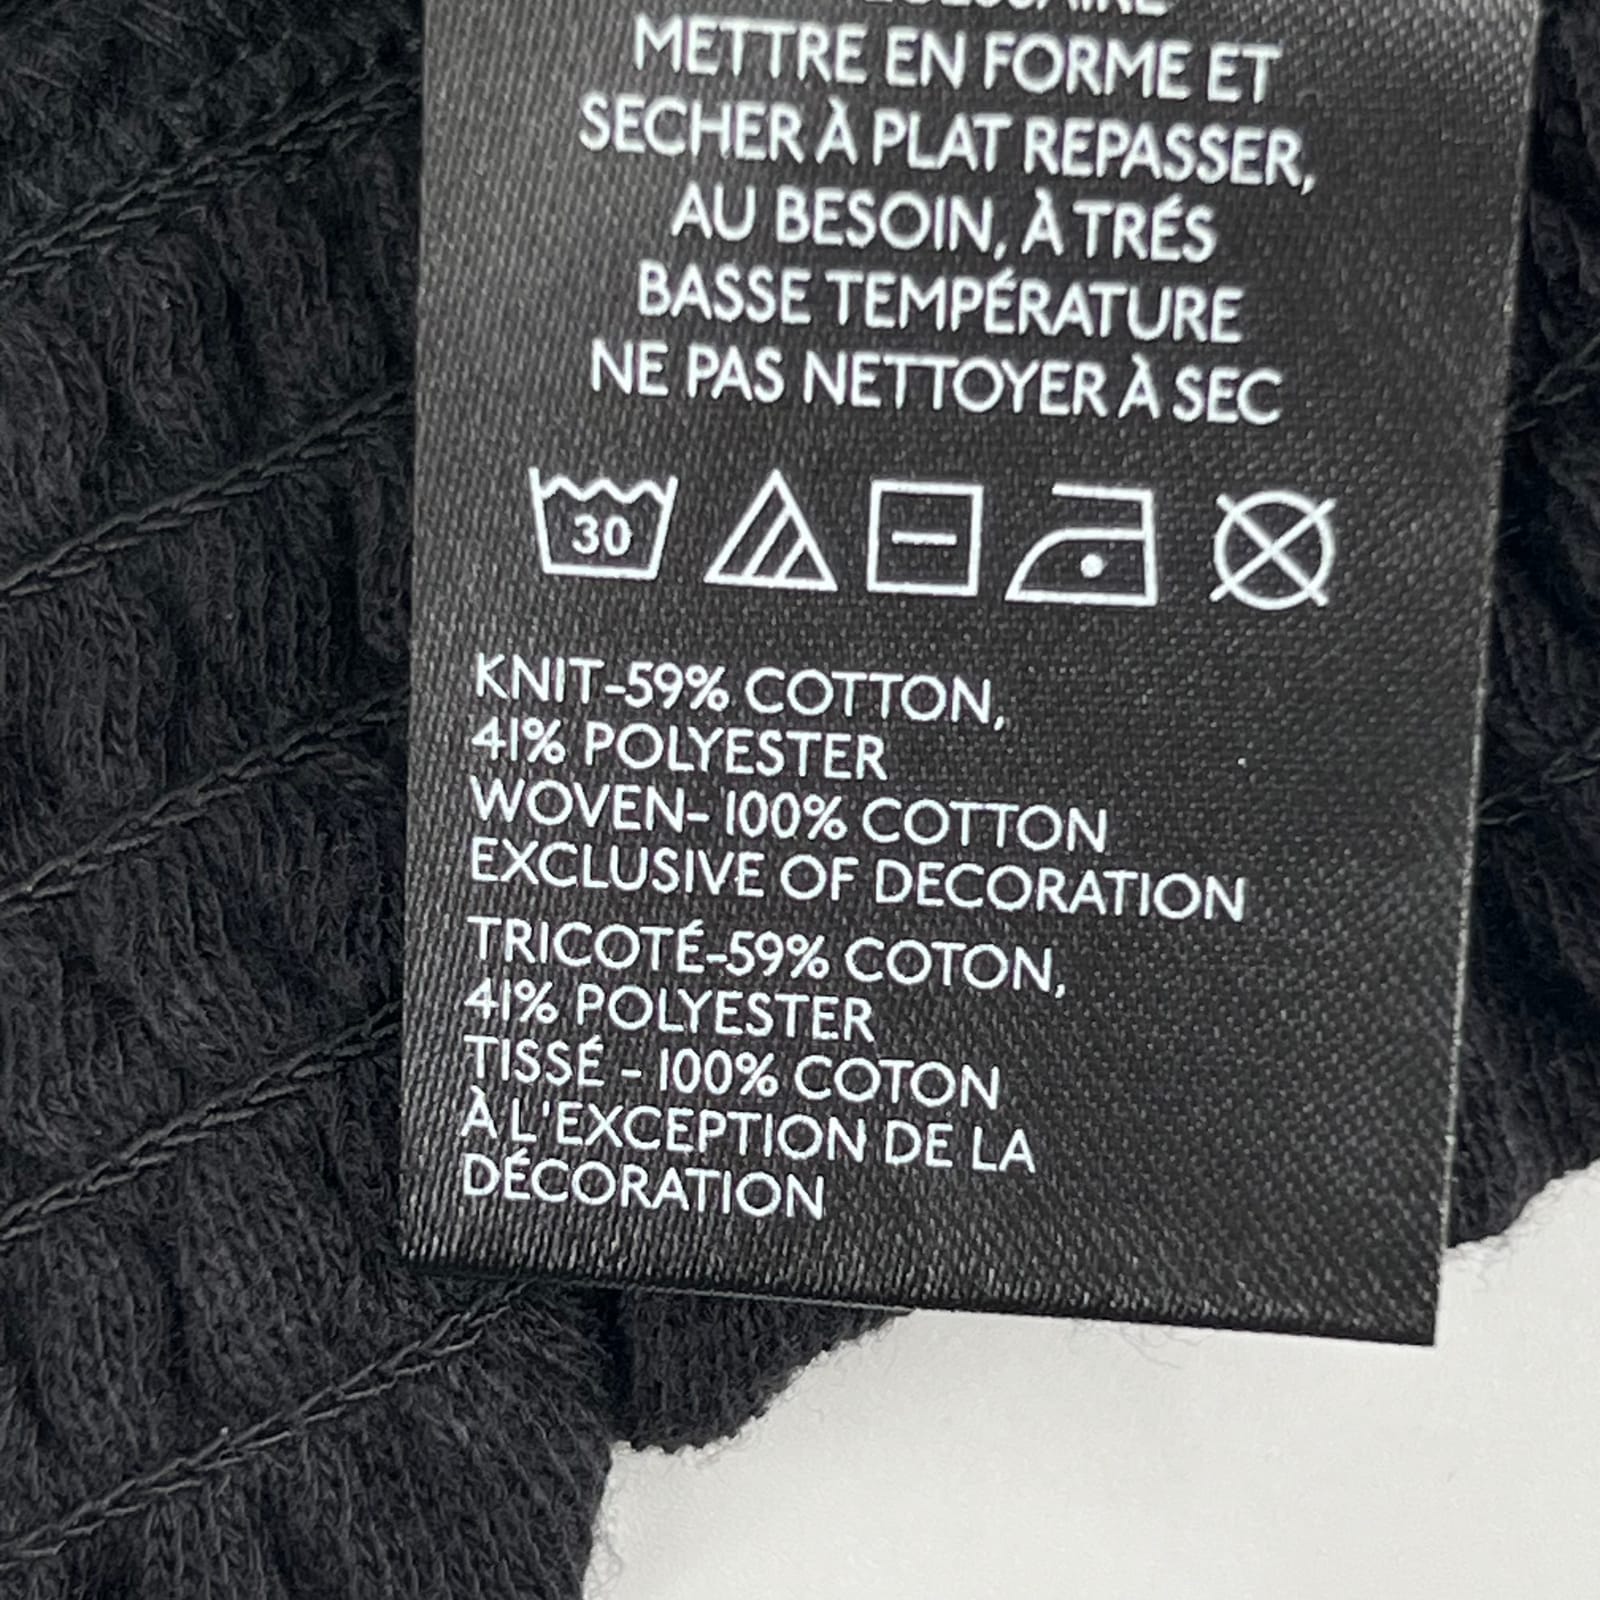 METTRE EN FORME ET
SECHER À PLAT REPASSER,
AU BESOIN, À TRÉS
BASSE TEMPÉRATURE
NE PAS NETTOYER À SEC
30
KNIT-59% COTTON,
41% POLYESTER
WOVEN- 100% COTTON
EXCLUSIVE OF DECORATION
TRICOTÉ-59% COTON,
41% POLYESTER
TISSÉ - 100% COTON
À L'EXCEPTION DE LA
DÉCORATION